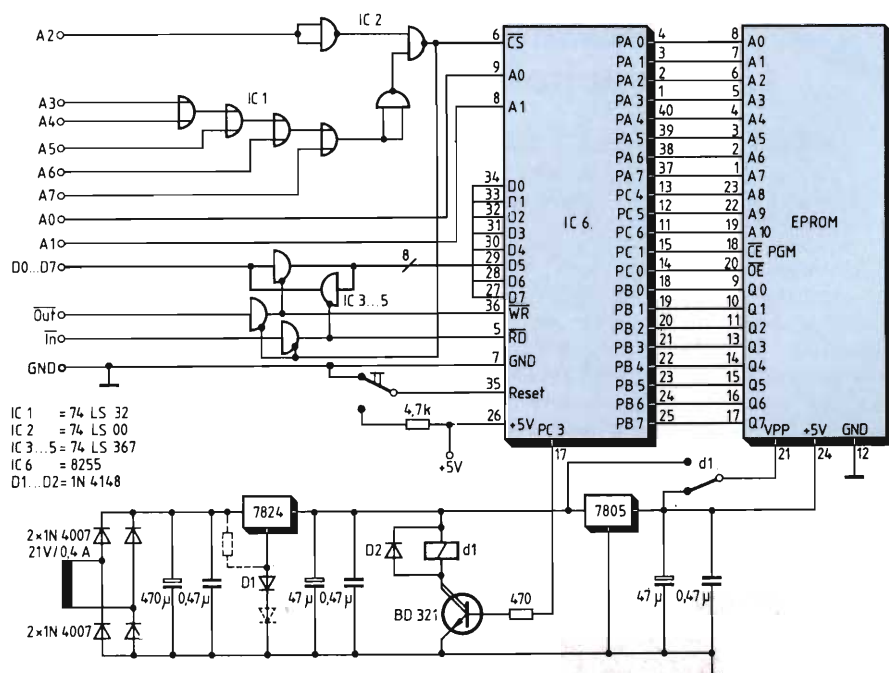 A2
IC 2
A3
A4
IC 1
A5
A6
A7
A0
A1
D0...D7
8
IC 3...5
Out
In
GND
IC 1 = 74 LS 32
IC 2 = 74 LS 00
IC 3...5 = 74 LS 367
IC 6 = 8255
D1...D2 = 1N 4148
4,7k
+5V
6 CS
9 A0
8 A1
34 D0
33 D1
32 D2
31 D3
30 D4
29 D5
28 D6
27 D7
36 WR
5 RD
7 GND
35 Reset
26 +5V
IC 6
PC 3
17
PA 0 4 8 A0
PA 1 3 7 A1
PA 2 2 6 A2
PA 3 1 5 A3
PA 4 40 4 A4
PA 5 39 3 A5
PA 6 38 2 A6
PA 7 37 1 A7
PC 4 13 23 A8
PC 5 12 22 A9
PC 6 11 19 A10
PC 1 15 18 CE PGM
PC 0 14 20 OE
PB 0 18 9 Q0
PB 1 19 10 Q1
PB 2 20 11 Q2
PB 3 21 13 Q3
PB 4 22 14 Q4
PB 5 23 15 Q5
PB 6 24 16 Q6
PB 7 25 17 Q7
EPROM
VPP +5V GND
21 24 12
d1
2×1N 4007
21V/0,4 A
2×1N 4007
470µ 0,47µ
7824
D1
47µ 0,47µ
D2
d1
BD 321
470
7805
47µ 0,47µ